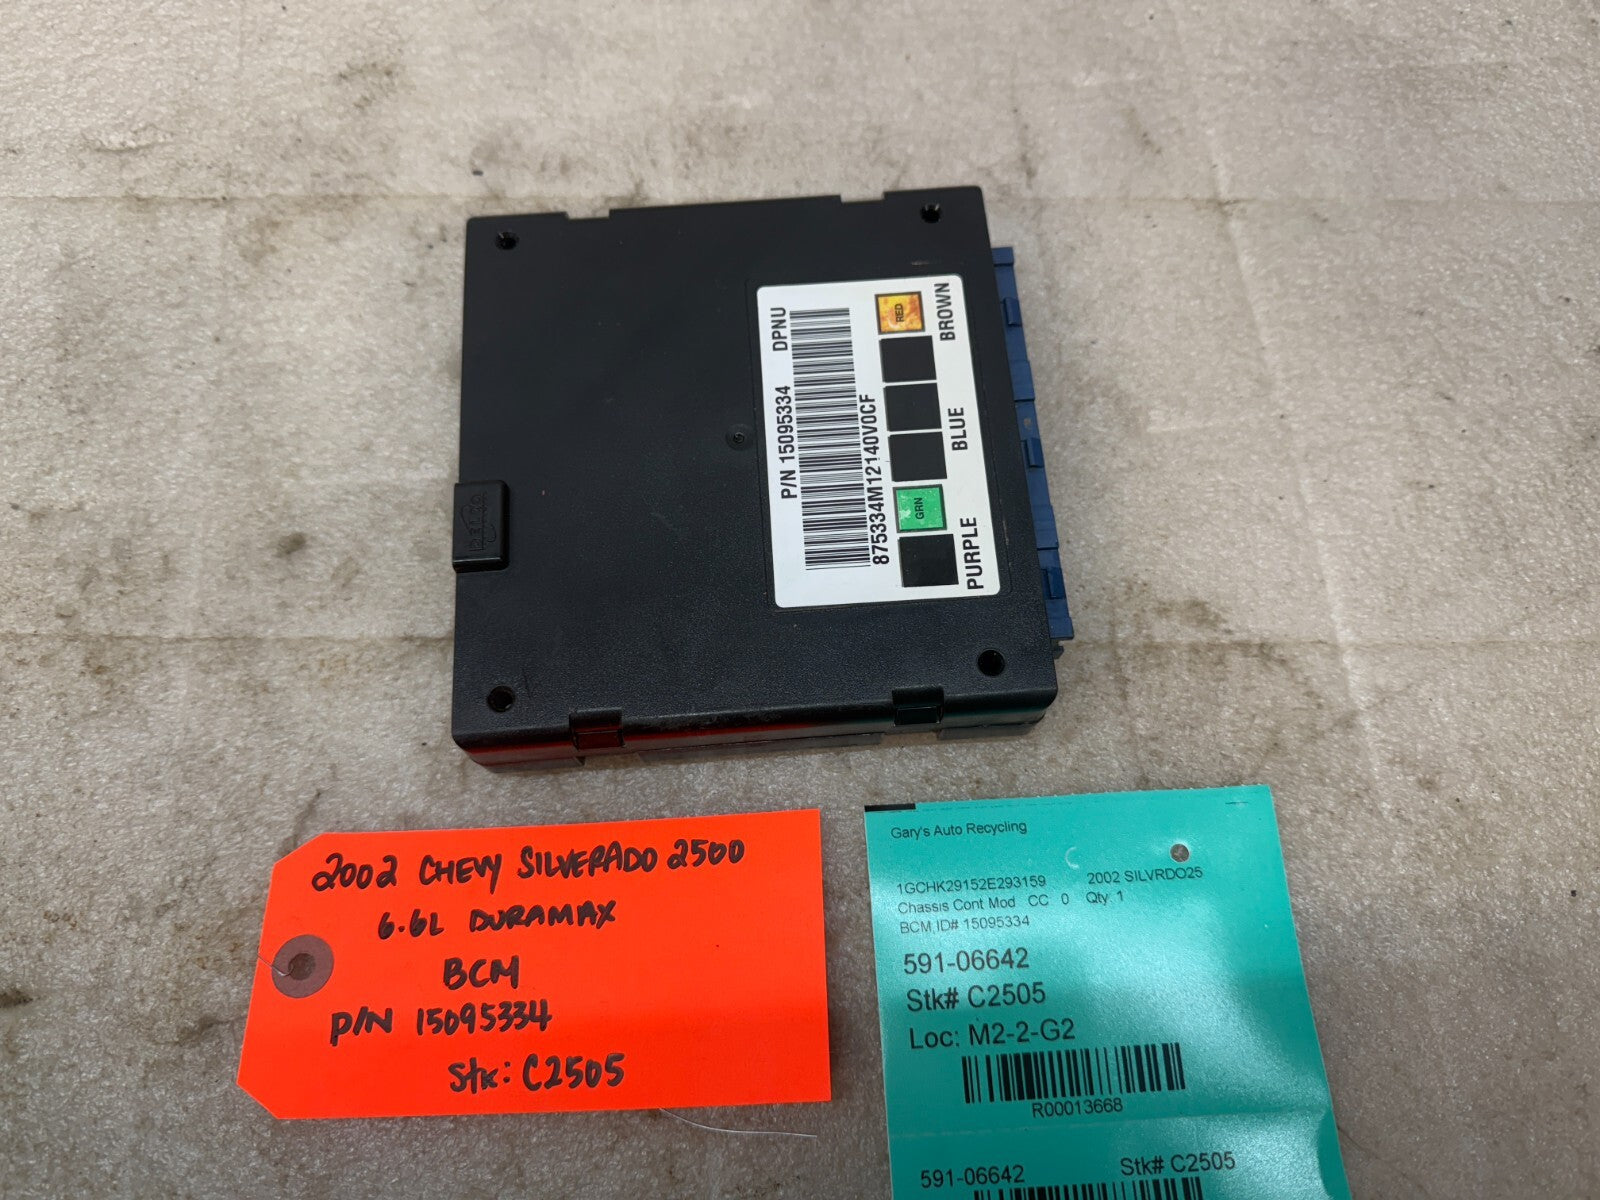 P/N 15095334 DPNU
875334M12140V0CF
RED
GRN
PURPLE BLUE BROWN
DELCO
2002 CHEVY SILVERADO 2500
6.6L DURAMAX
BCM
P/N 15095334
Stk: C2505
Gary's Auto Recycling
1GCHK29152E293159 2002 SILVRDO25
Chassis Cont Mod CC 0 Qty 1
BCM,ID# 15095334
591-06642
Stk# C2505
Loc: M2-2-G2
R00013668
591-06642 Stk# C2505